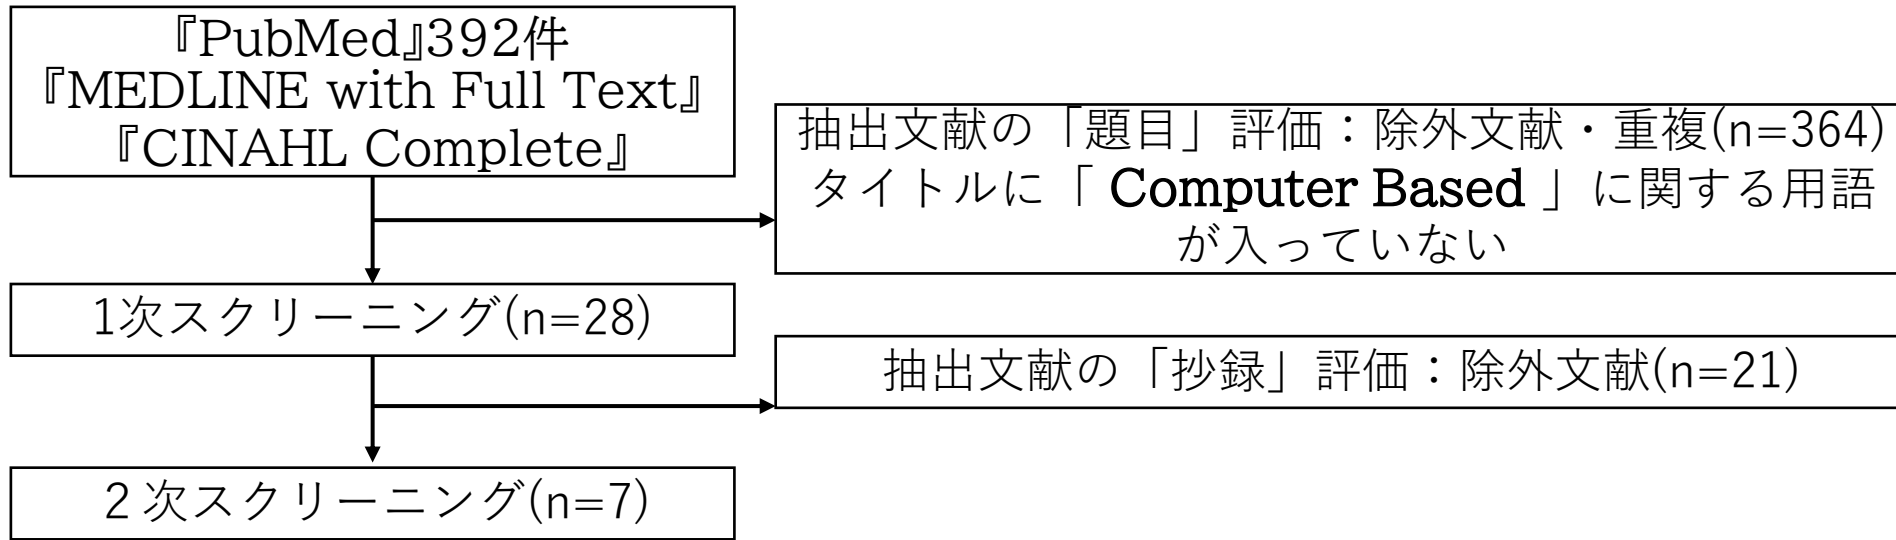 『PubMed』392件
『MEDLINE with Full Text』
『CINAHL Complete』
抽出文献の「題目」評価：除外文献・重複(n=364)
タイトルに「 Computer Based 」に関する用語
が入っていない
1次スクリーニング(n=28)
抽出文献の「抄録」評価：除外文献(n=21)
２次スクリーニング(n=7)